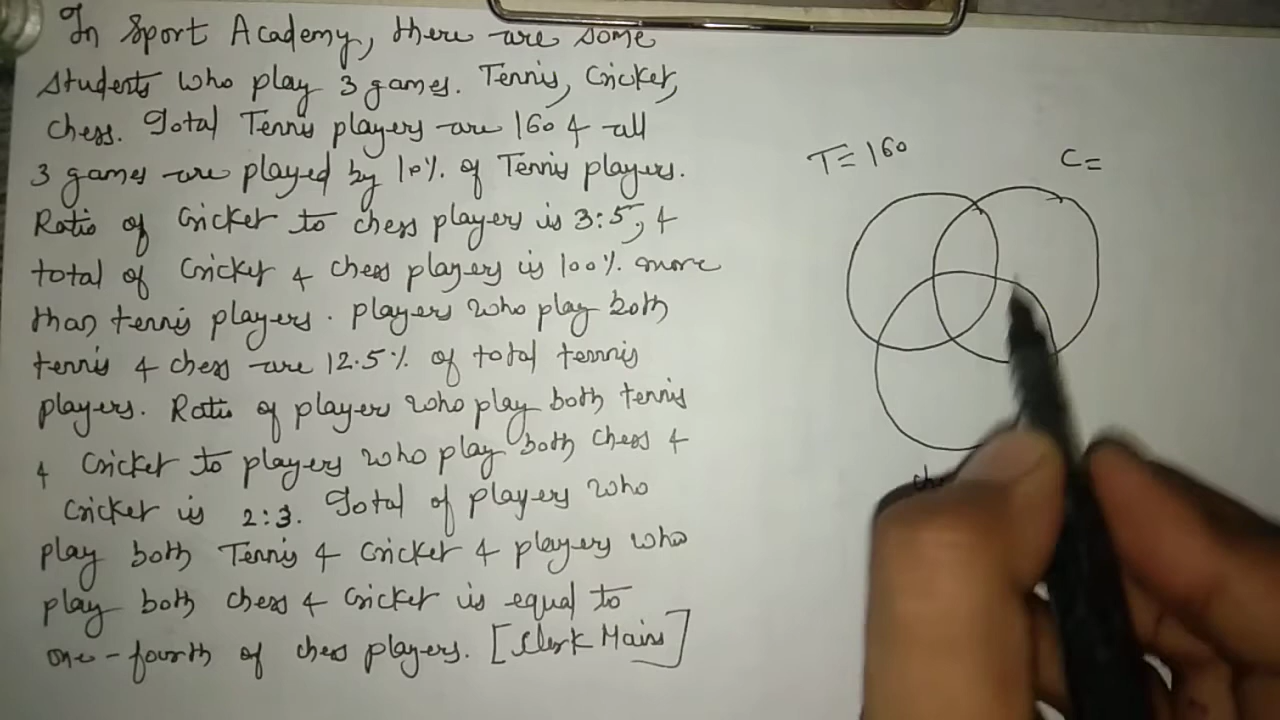 In Sport Academy, there are some
students who play 3 games. Tennis, Cricket,
Chess. Total Tennis players are 160 & all
3 games are played by 10% of Tennis players.
Ratio of Cricket to chess players is 3:5, &
total of Cricket & chess players is 100% more
than tennis players. Players who play both
tennis & chess are 12.5% of total tennis
players. Ratio of players who play both tennis
& Cricket to players who play both chess &
Cricket is 2:3. Total of players who
play both Tennis & Cricket & players who
play both chess & Cricket is equal to
one-fourth of chess players. [Clerk Mains]
T=160
C=